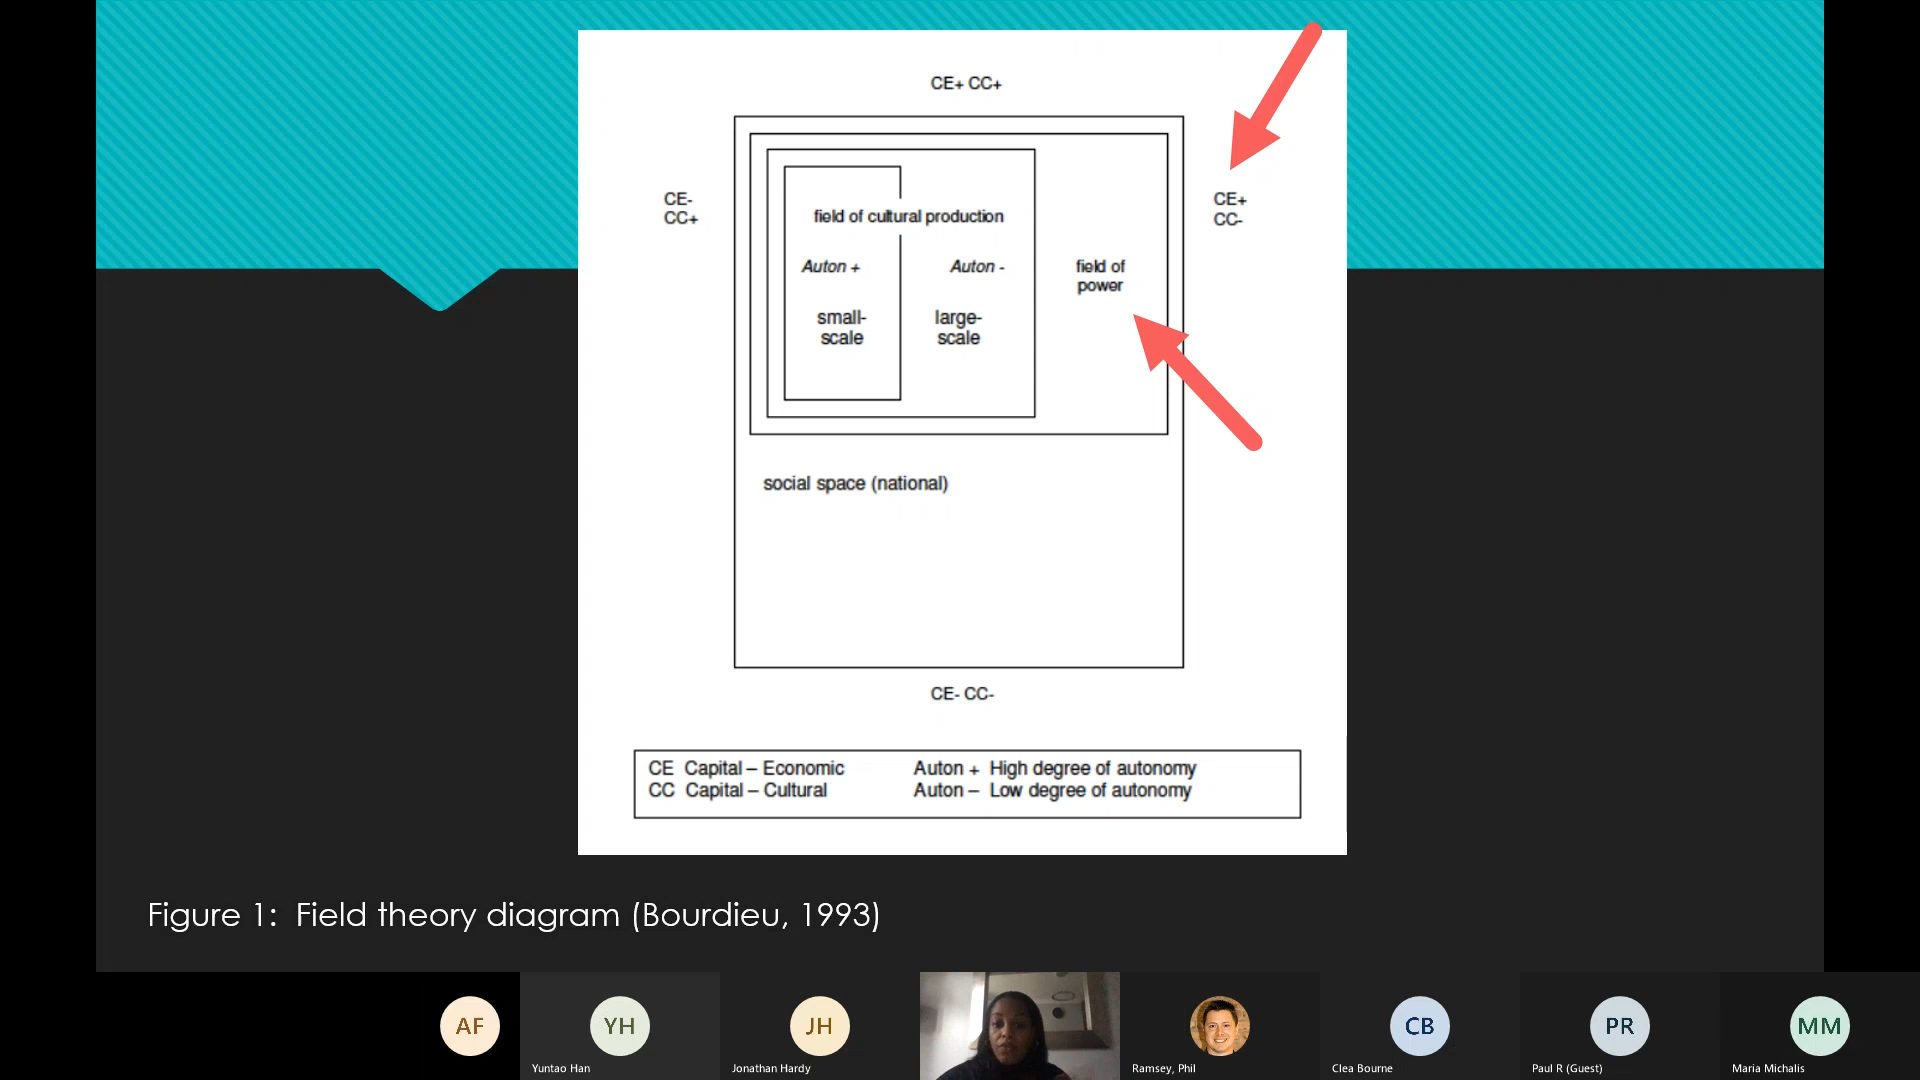 CE+ CC+
CE-
CC+
CE+
CC-
field of cultural production
Auton +
Auton -
field of
power
small-
scale
large-
scale
social space (national)
CE- CC-
CE Capital – Economic
Auton + High degree of autonomy
CC Capital – Cultural
Auton – Low degree of autonomy
Figure 1: Field theory diagram (Bourdieu, 1993)
AF
YH
JH
CB
PR
MM
Yuntao Han
Jonathan Hardy
Ramsey, Phil
Clea Bourne
Paul R (Guest)
Maria Michalis